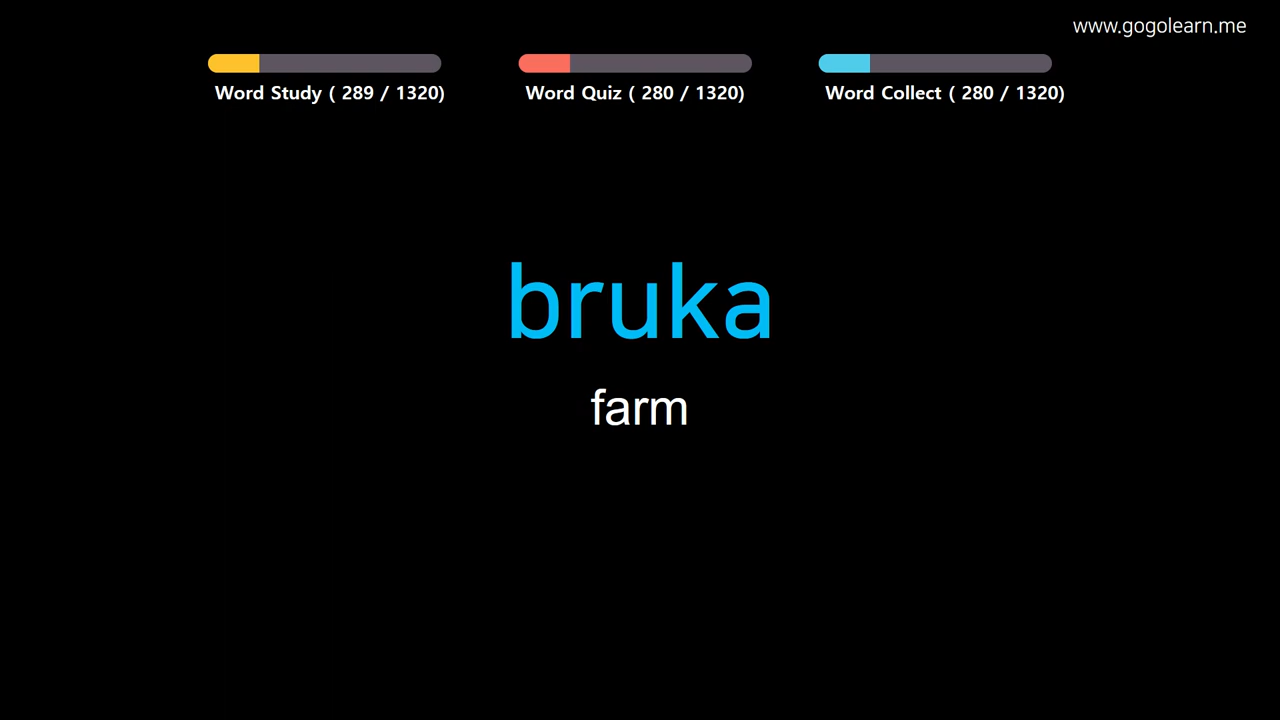 www.gogolearn.me
Word Study ( 289 / 1320)
Word Quiz ( 280 / 1320)
Word Collect ( 280 / 1320)
bruka
farm